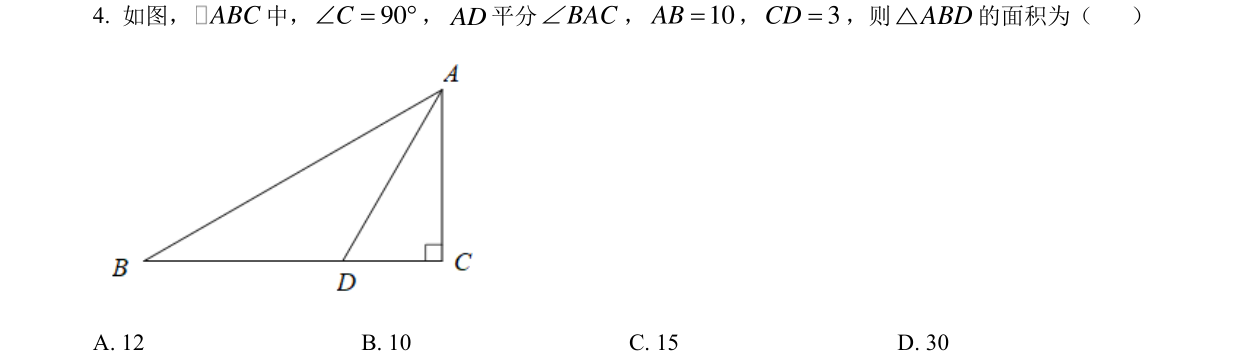 4. 如图，□ABC 中，∠C = 90°，AD 平分∠BAC，AB = 10，CD = 3，则△ABD 的面积为（　　）
A
B
D
C
A. 12 B. 10 C. 15 D. 30